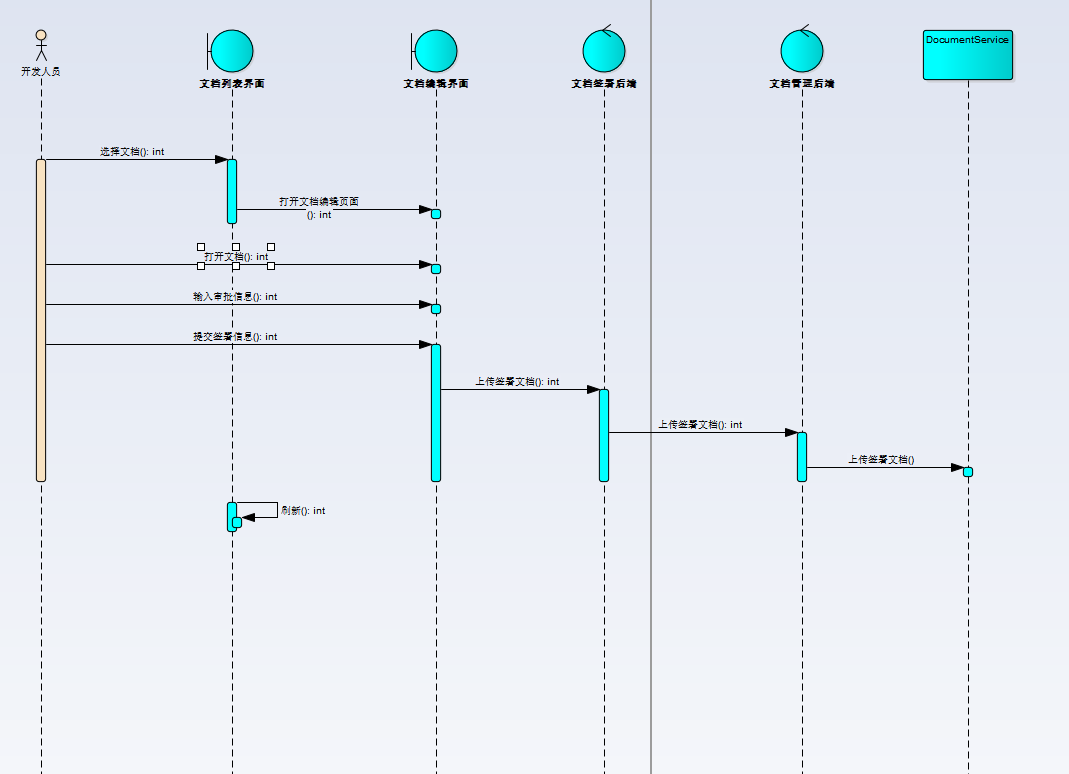 开发人员
文档列表界面
文档编辑界面
文档签署后端
文档管理后端
DocumentService
选择文档(): int
打开文档编辑页面
(): int
打开文档(): int
输入审批信息(): int
提交签署信息(): int
上传签署文档(): int
上传签署文档(): int
上传签署文档()
刷新(): int